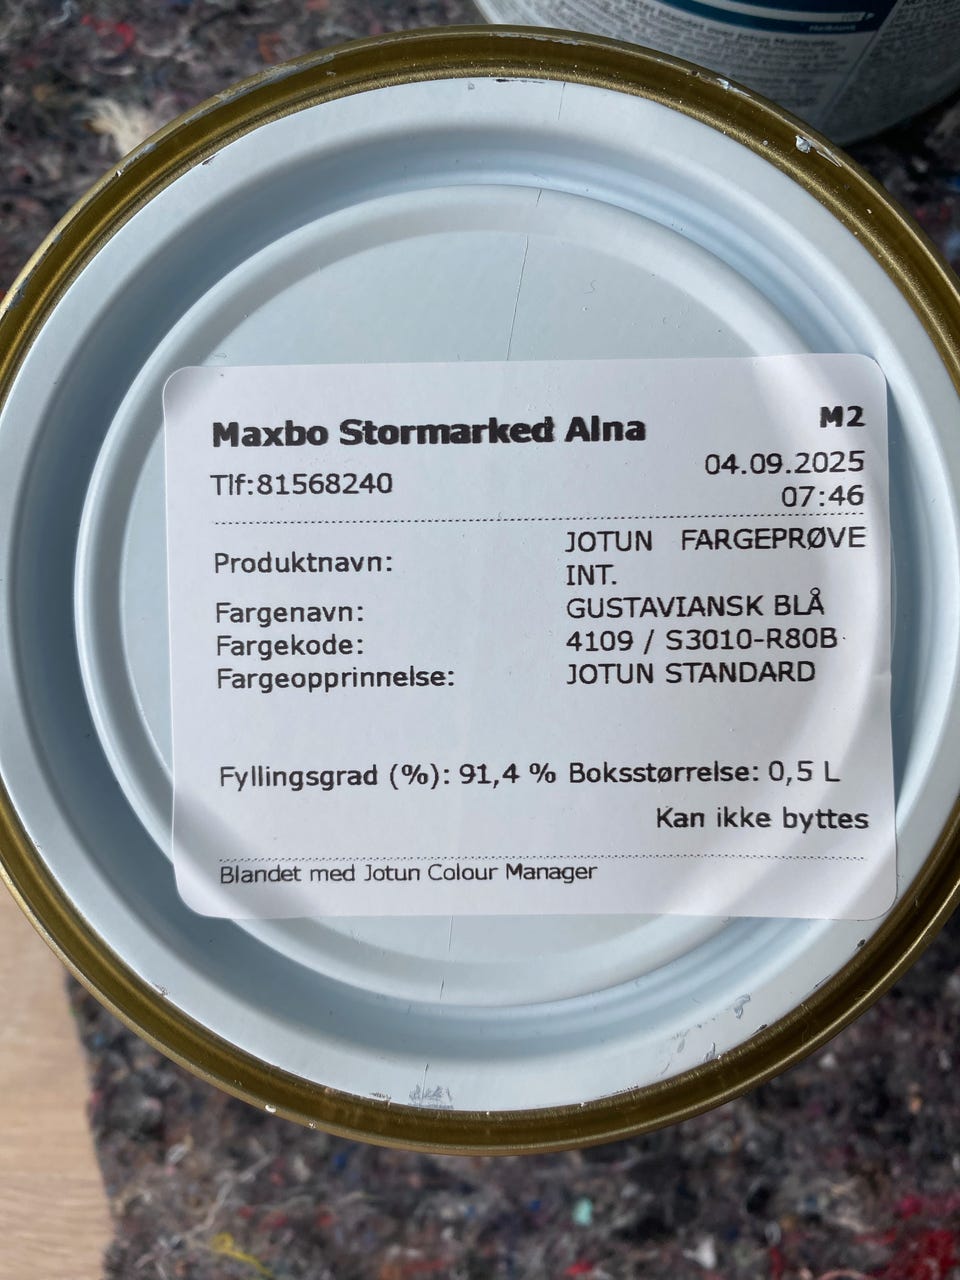 Maxbo Stormarked Alna M2
Tlf:81568240 04.09.2025
07:46
Produktnavn: JOTUN FARGEPRØVE
INT.
Fargenavn: GUSTAVIANSK BLÅ
Fargekode: 4109 / S3010-R80B
Fargeopprinnelse: JOTUN STANDARD
Fyllingsgrad (%): 91,4 % Boksstørrelse: 0,5 L
Kan ikke byttes
Blandet med Jotun Colour Manager